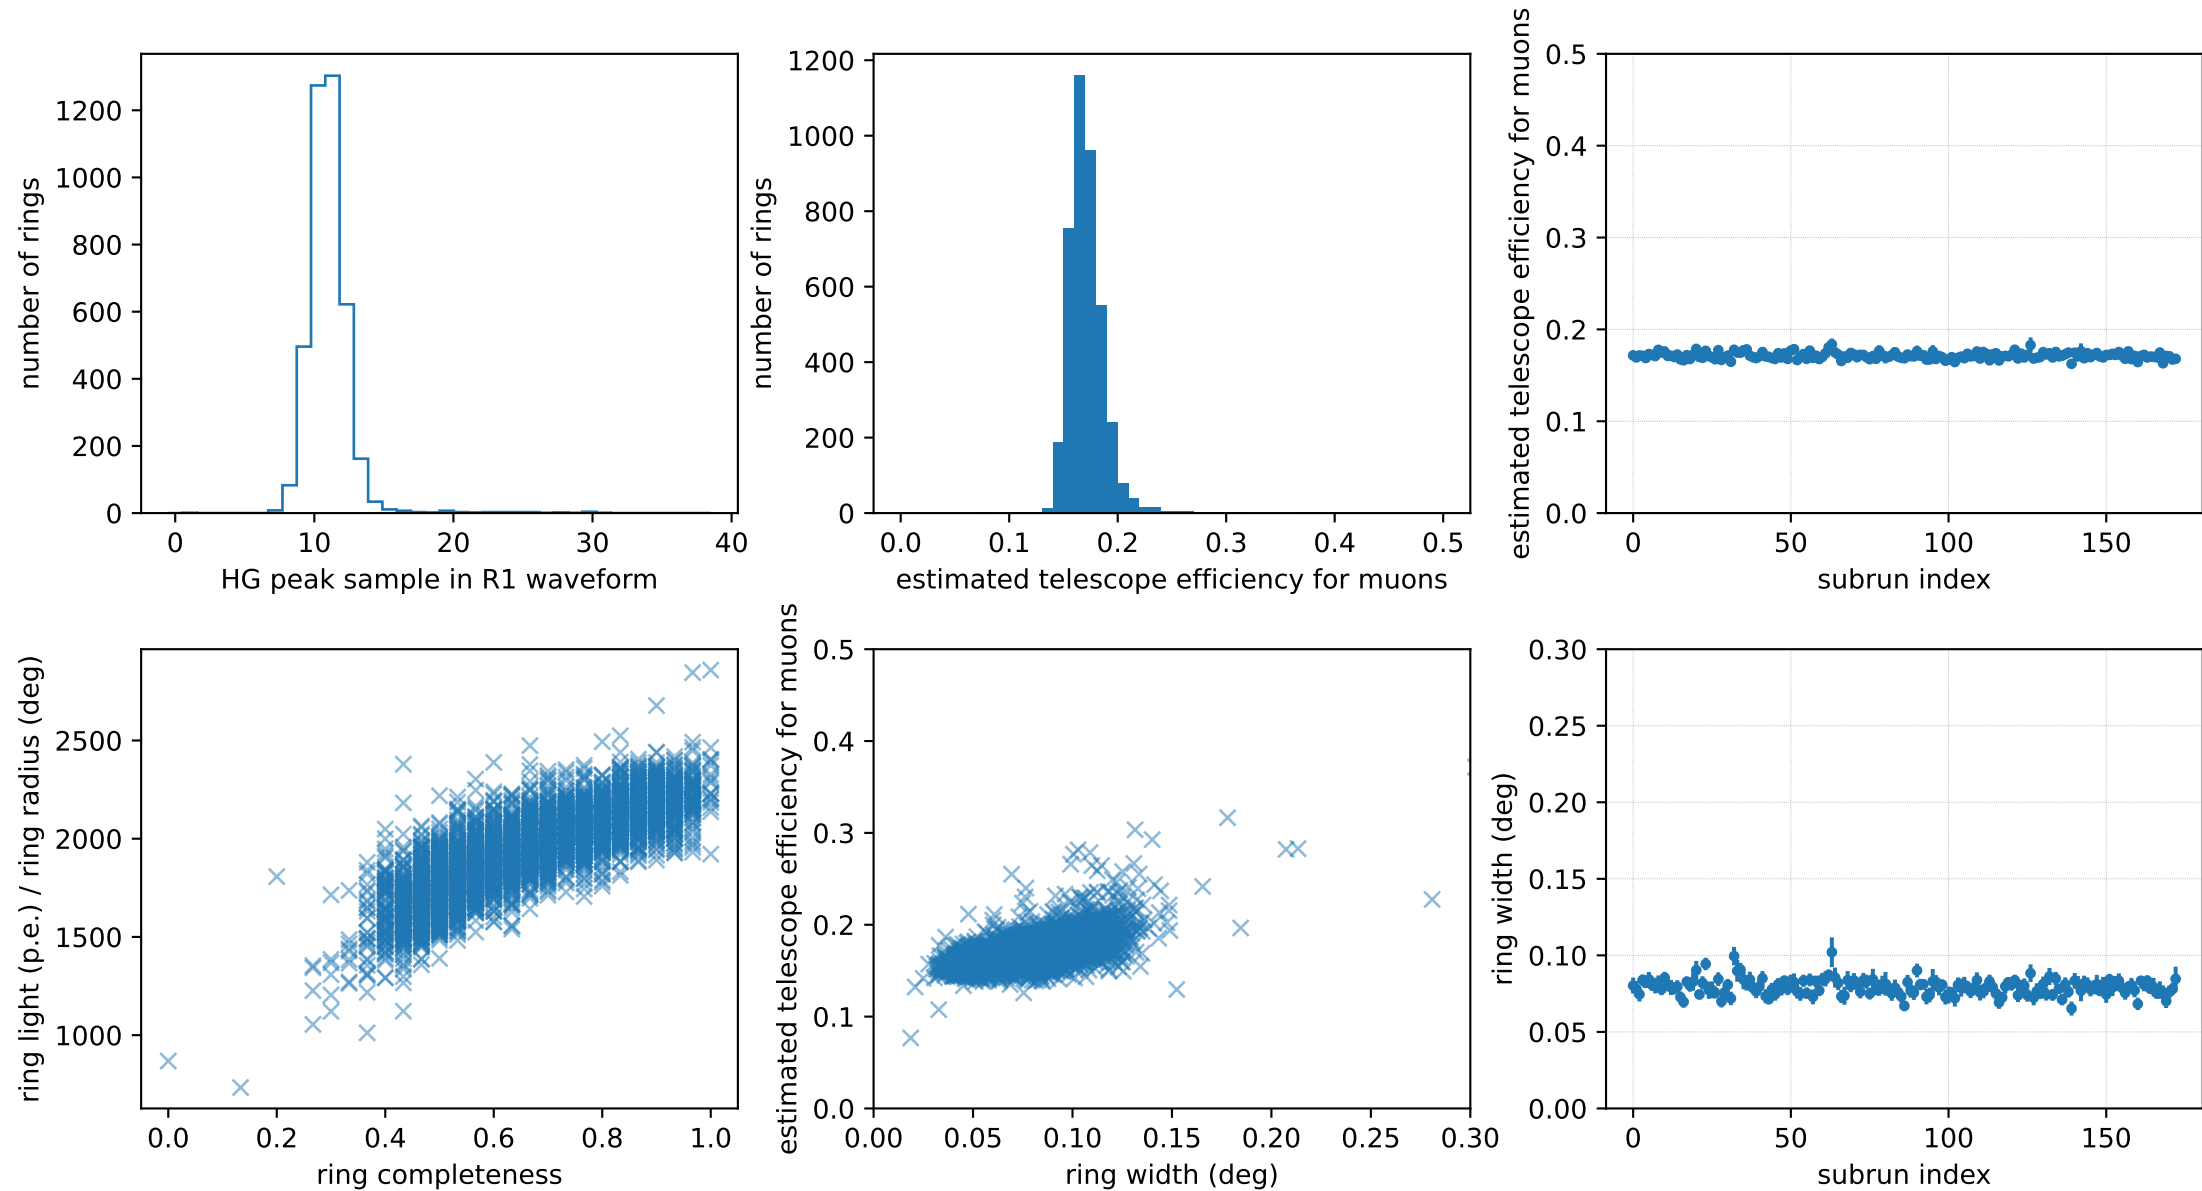 number of rings
1200
1000
800
600
400
200
0
0 10 20 30 40
HG peak sample in R1 waveform
number of rings
1200
1000
800
600
400
200
0
0.0 0.1 0.2 0.3 0.4 0.5
estimated telescope efficiency for muons
estimated telescope efficiency for muons
0.5
0.4
0.3
0.2
0.1
0.0
0 50 100 150
subrun index
ring light (p.e.) / ring radius (deg)
2500
2000
1500
1000
0.0 0.2 0.4 0.6 0.8 1.0
ring completeness
estimated telescope efficiency for muons
0.5
0.4
0.3
0.2
0.1
0.0
0.00 0.05 0.10 0.15 0.20 0.25 0.30
ring width (deg)
ring width (deg)
0.30
0.25
0.20
0.15
0.10
0.05
0.00
0 50 100 150
subrun index